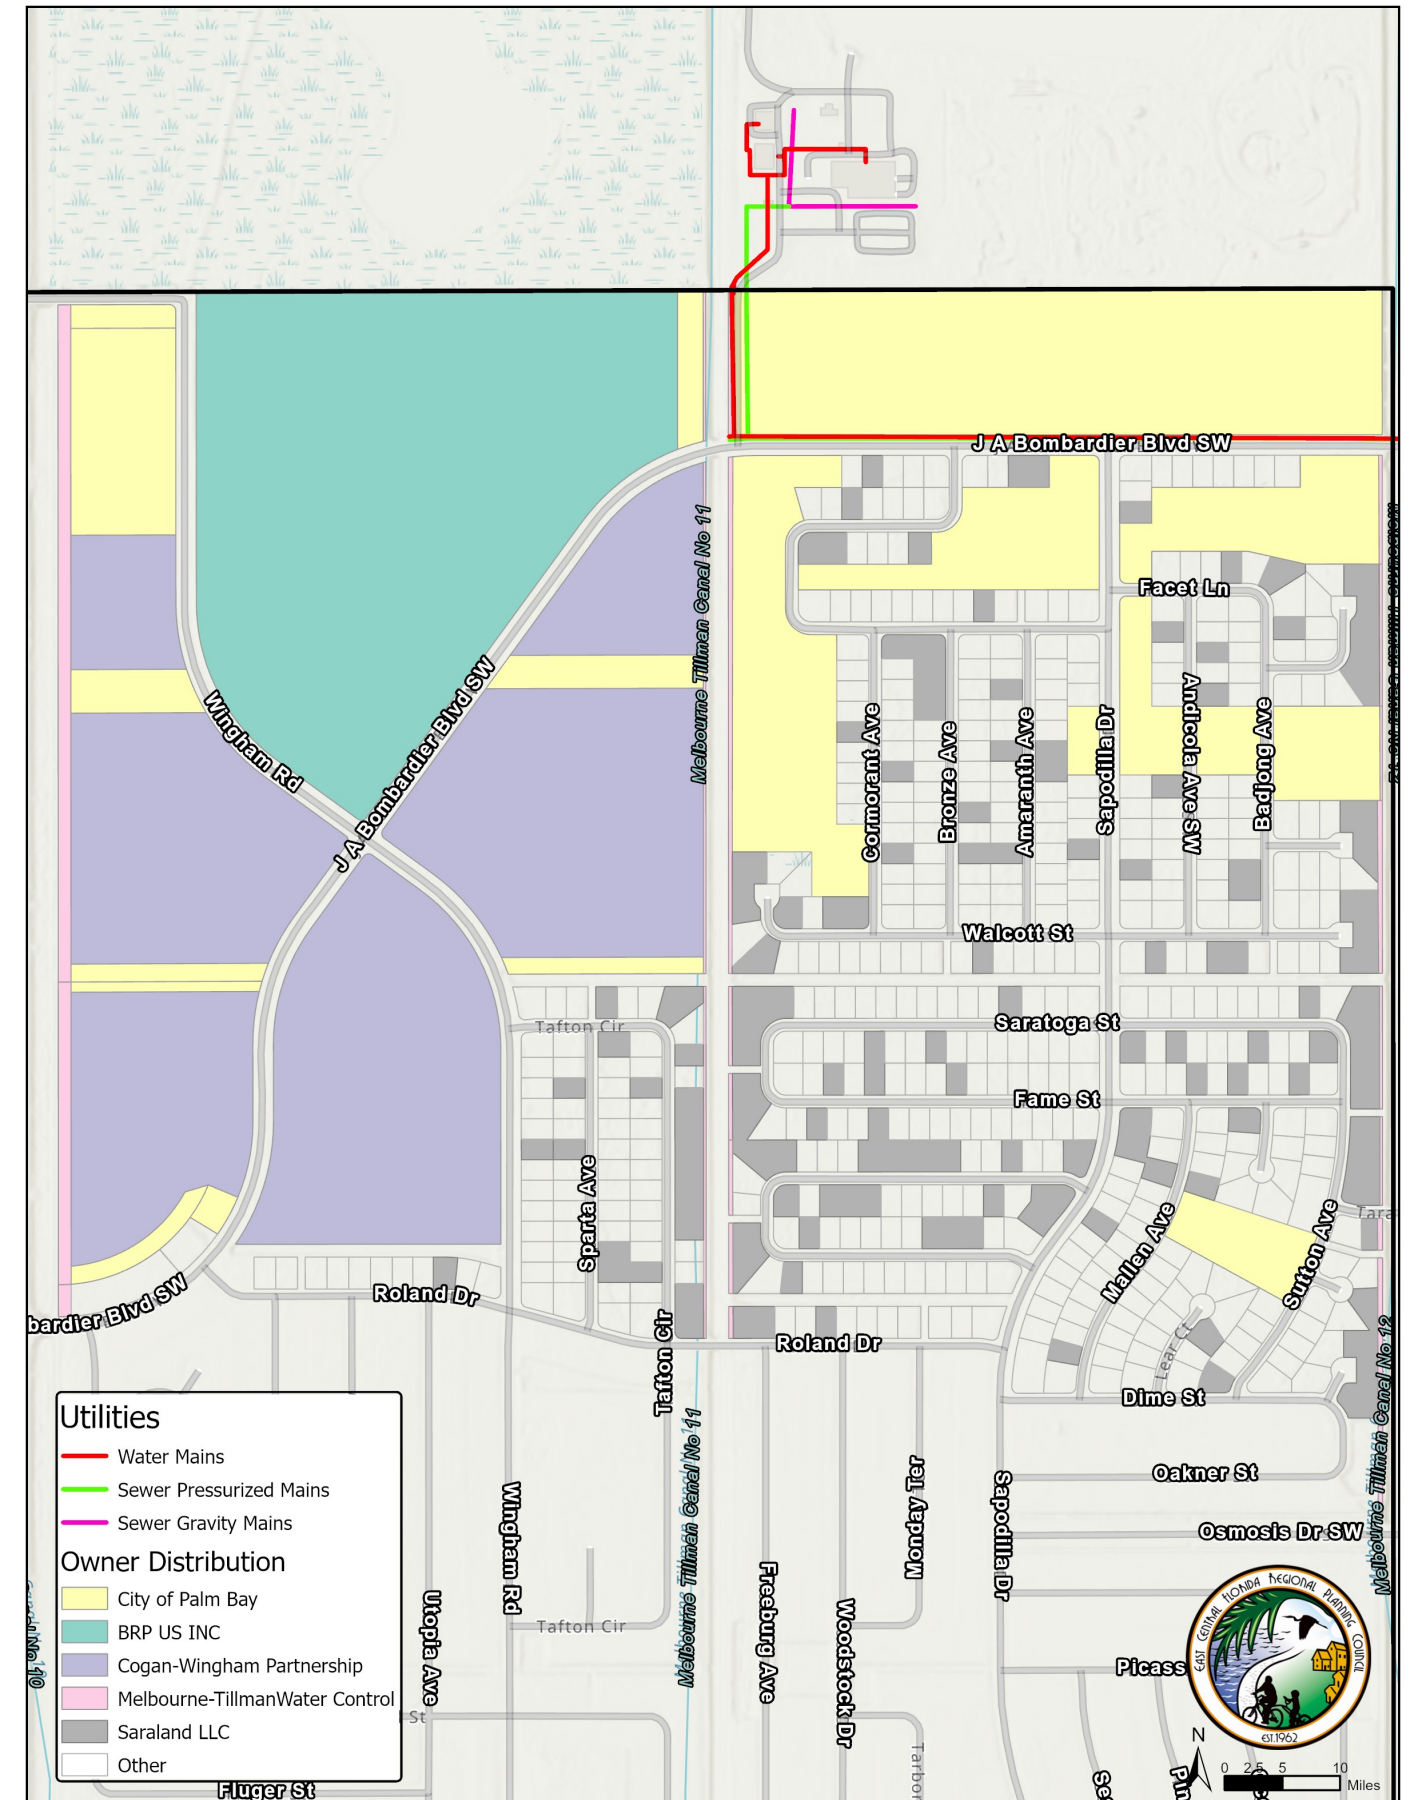 J A Bombardier Blvd SW
Melbourne Tillman Canal No 11
Facet Ln
Wingham Rd
J A Bombardier Blvd SW
Cormorant Ave
Bronze Ave
Amaranth Ave
Sapodilla Dr
Andicola Ave SW
Badjong Ave
Walcott St
Tafton Cir
Saratoga St
Fame St
Sparta Ave
Mallen Ave
Sutton Ave
Tara
bardier Blvd SW
Roland Dr
Tafton Cir
Roland Dr
Lear Ct
Dime St
Melbourne Tillman Canal No 12
Melbourne Tillman Canal No 11
Wingham Rd
Monday Ter
Sapodilla Dr
Oakner St
Osmosis Dr SW
Utopia Ave
Tafton Cir
Freeburg Ave
Woodstock Dr
Picass
St
Tarbor
Fluger St
Canal No 10
Utilities
Water Mains
Sewer Pressurized Mains
Sewer Gravity Mains
Owner Distribution
City of Palm Bay
BRP US INC
Cogan-Wingham Partnership
Melbourne-TillmanWater Control
Saraland LLC
Other
EAST CENTRAL FLORIDA REGIONAL PLANNING COUNCIL
EST.1962
N
0 2.5 5 10
Miles